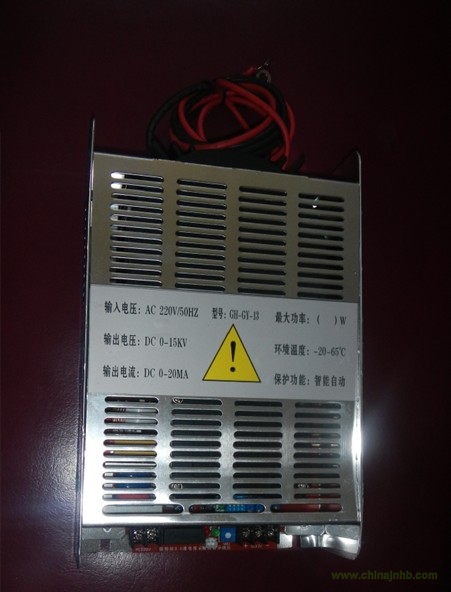 输入电压: AC 220V/50HZ 型号: GH-GY-13 最大功率: ( )W
输出电压: DC 0-15KV 环境温度: -20-65℃
输出电流: DC 0-20MA 保护功能: 智能自动
www.chinajnhb.com